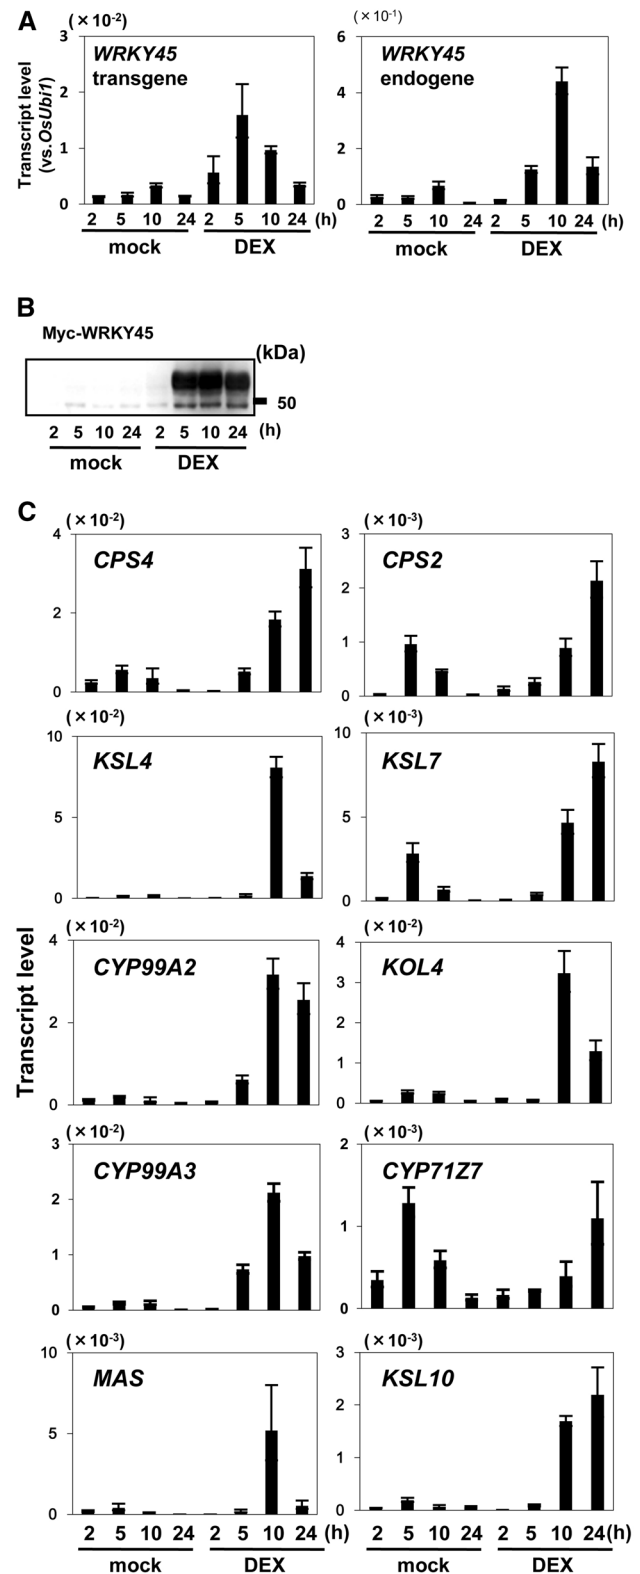 A
(×10-2) (×10-1)
3 WRKY45 6 WRKY45
transgene endogene
2 4
1 2
0 0
Transcript level
(vs.OsUbi1)
2 5 10 24 2 5 10 24 (h) 2 5 10 24 2 5 10 24 (h)
mock DEX mock DEX
B
Myc-WRKY45
(kDa)
50
2 5 10 24 2 5 10 24 (h)
mock DEX
C
Transcript level
(×10-2) (×10-3)
4 CPS4 3 CPS2
2 2
0 1
0
(×10-2) (×10-3)
10 KSL4 10 KSL7
5 5
0 0
(×10-2) (×10-2)
4 CYP99A2 4 KOL4
2 3
0 2
1
0
(×10-2) (×10-3)
3 CYP99A3 2 CYP71Z7
2 1
1 0
0
(×10-3) (×10-3)
10 MAS 3 KSL10
5 2
0 1
0
2 5 10 24 2 5 10 24 (h) 2 5 10 24 2 5 10 24 (h)
mock DEX mock DEX